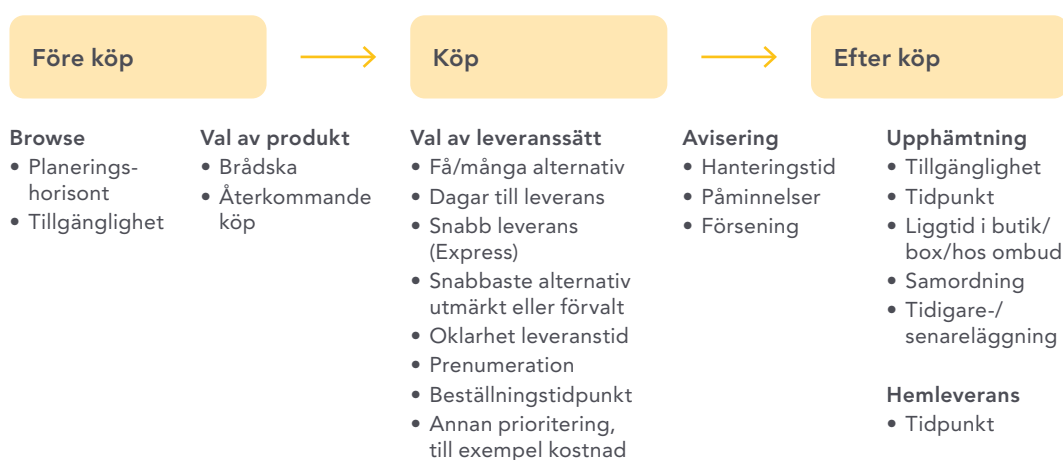 Före köp
Köp
Efter köp
Browse
• Planerings-
horisont
• Tillgänglighet
Val av produkt
• Brådska
• Återkommande
köp
Val av leveranssätt
• Få/många alternativ
• Dagar till leverans
• Snabb leverans
(Express)
• Snabbaste alternativ
utmärkt eller förvalt
• Oklarhet leveranstid
• Prenumeration
• Beställningstidpunkt
• Annan prioritering,
till exempel kostnad
Avisering
• Hanteringstid
• Påminnelser
• Försening
Upphämtning
• Tillgänglighet
• Tidpunkt
• Liggtid i butik/
box/hos ombud
• Samordning
• Tidigare-/
senareläggning
Hemleverans
• Tidpunkt